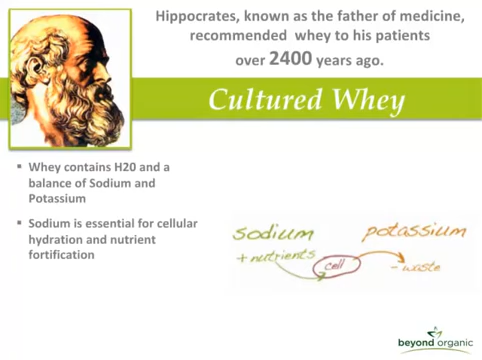 Hippocrates, known as the father of medicine,
recommended whey to his patients
over 2400 years ago.
Cultured Whey
▪ Whey contains H20 and a
balance of Sodium and
Potassium
▪ Sodium is essential for cellular
hydration and nutrient
fortification
sodium
+ nutrients
cell
potassium
- waste
beyond organic